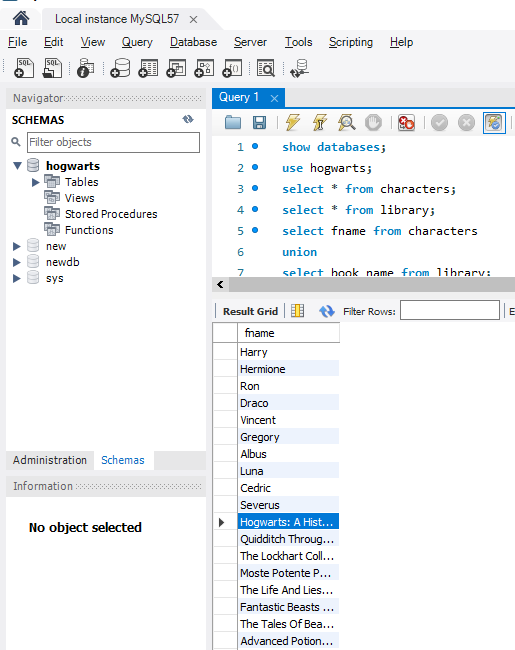 Local instance MySQL57 ×
File Edit View Query Database Server Tools Scripting Help
SQL SQL
Navigator
SCHEMAS
Filter objects
hogwarts
Tables
Views
Stored Procedures
Functions
new
newdb
sys
Administration Schemas
Information
No object selected
Query 1 ×
1 show databases;
2 use hogwarts;
3 select * from characters;
4 select * from library;
5 select fname from characters
6 union
7 select book_name from library;
Result Grid Filter Rows: E
fname
Harry
Hermione
Ron
Draco
Vincent
Gregory
Albus
Luna
Cedric
Severus
Hogwarts: A Hist...
Quidditch Throug...
The Lockhart Coll...
Moste Potente P...
The Life And Lies...
Fantastic Beasts ...
The Tales Of Bea...
Advanced Potion...